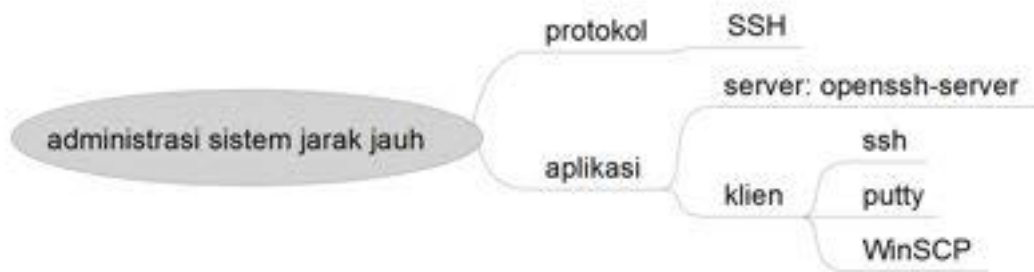 administrasi sistem jarak jauh
protokol
SSH
aplikasi
server: openssh-server
klien
ssh
putty
WinSCP